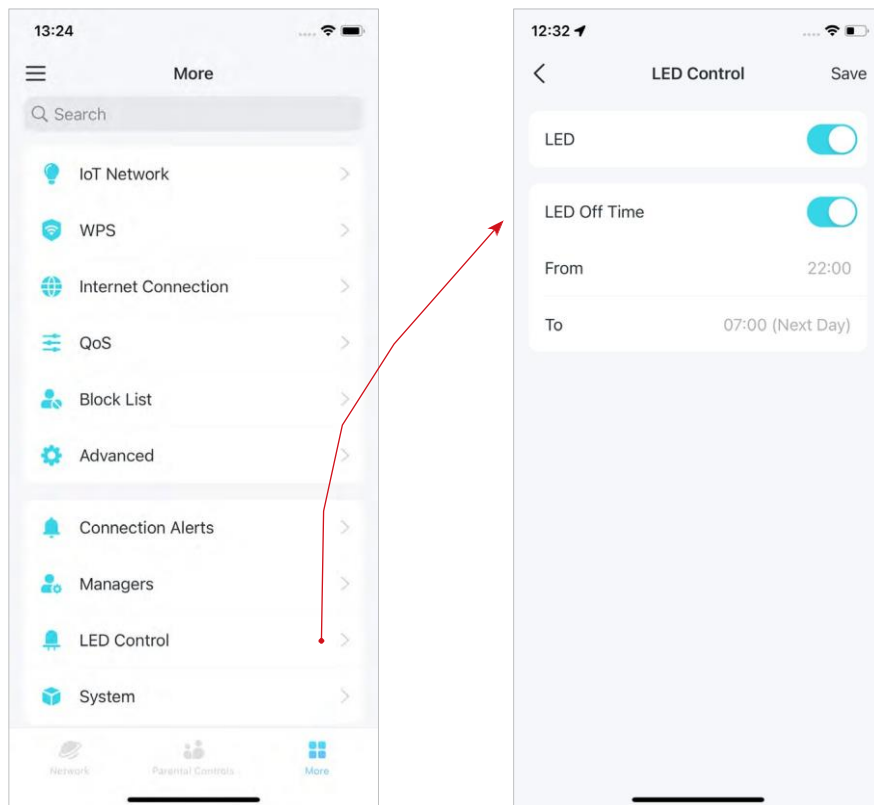 13:24
More
Search
IoT Network
WPS
Internet Connection
QoS
Block List
Advanced
Connection Alerts
Managers
LED Control
System
Network Parental Controls More
12:32
LED Control Save
LED
LED Off Time
From 22:00
To 07:00 (Next Day)